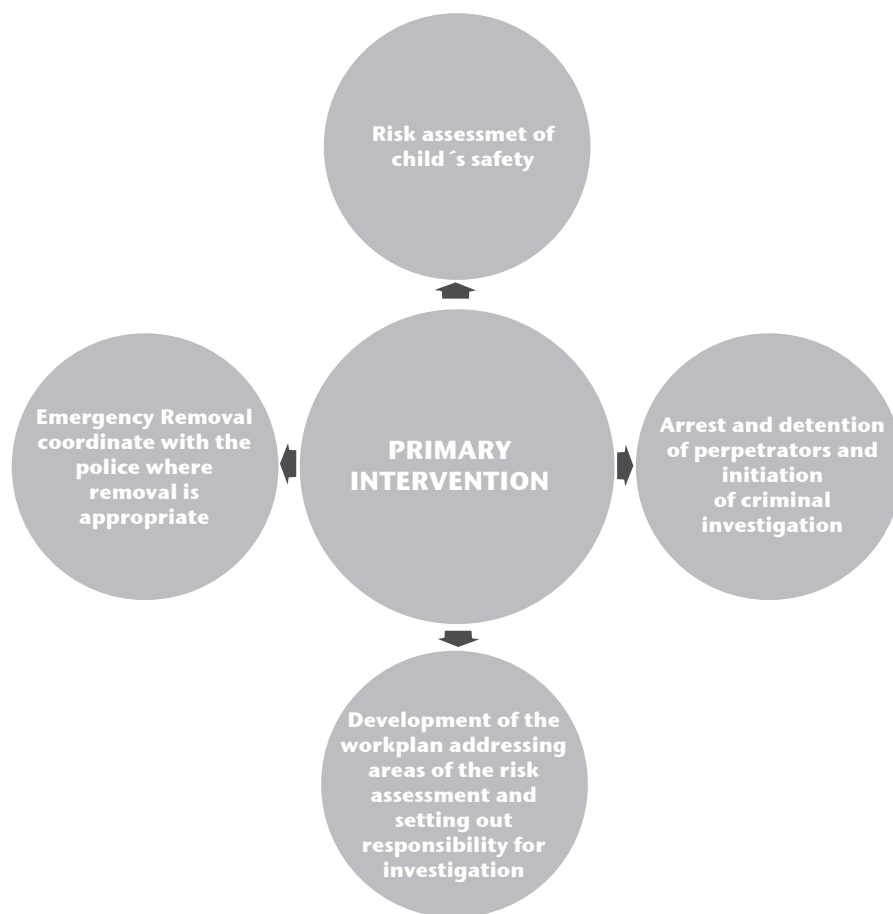 Risk assessmet of
child´s safety
Emergency Removal
coordinate with the
police where
removal is
appropriate
PRIMARY
INTERVENTION
Arrest and detention
of perpetrators and
initiation
of criminal
investigation
Development of the
workplan addressing
areas of the risk
assessment and
setting out
responsibility for
investigation